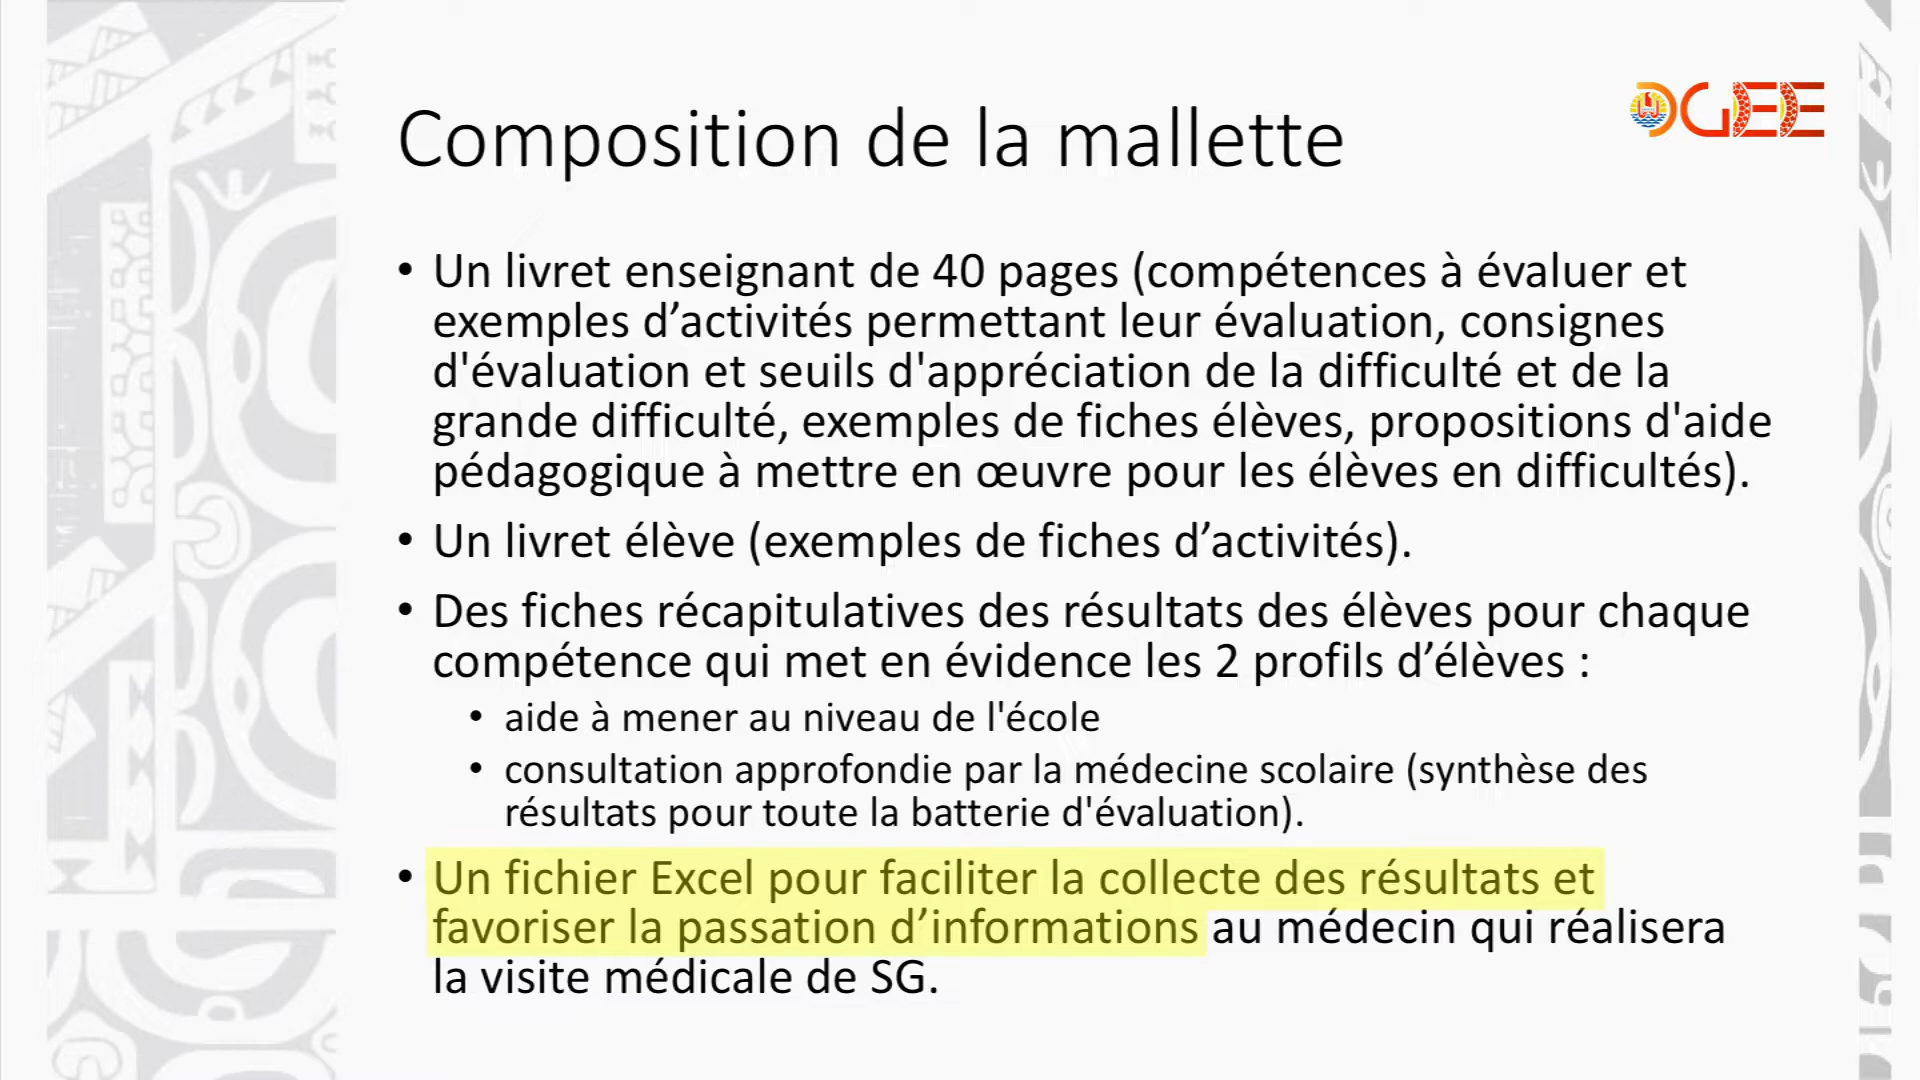 DGEE
Composition de la mallette
• Un livret enseignant de 40 pages (compétences à évaluer et
exemples d’activités permettant leur évaluation, consignes
d'évaluation et seuils d'appréciation de la difficulté et de la
grande difficulté, exemples de fiches élèves, propositions d'aide
pédagogique à mettre en œuvre pour les élèves en difficultés).
• Un livret élève (exemples de fiches d’activités).
• Des fiches récapitulatives des résultats des élèves pour chaque
compétence qui met en évidence les 2 profils d’élèves :
• aide à mener au niveau de l'école
• consultation approfondie par la médecine scolaire (synthèse des
résultats pour toute la batterie d'évaluation).
• Un fichier Excel pour faciliter la collecte des résultats et
favoriser la passation d’informations au médecin qui réalisera
la visite médicale de SG.